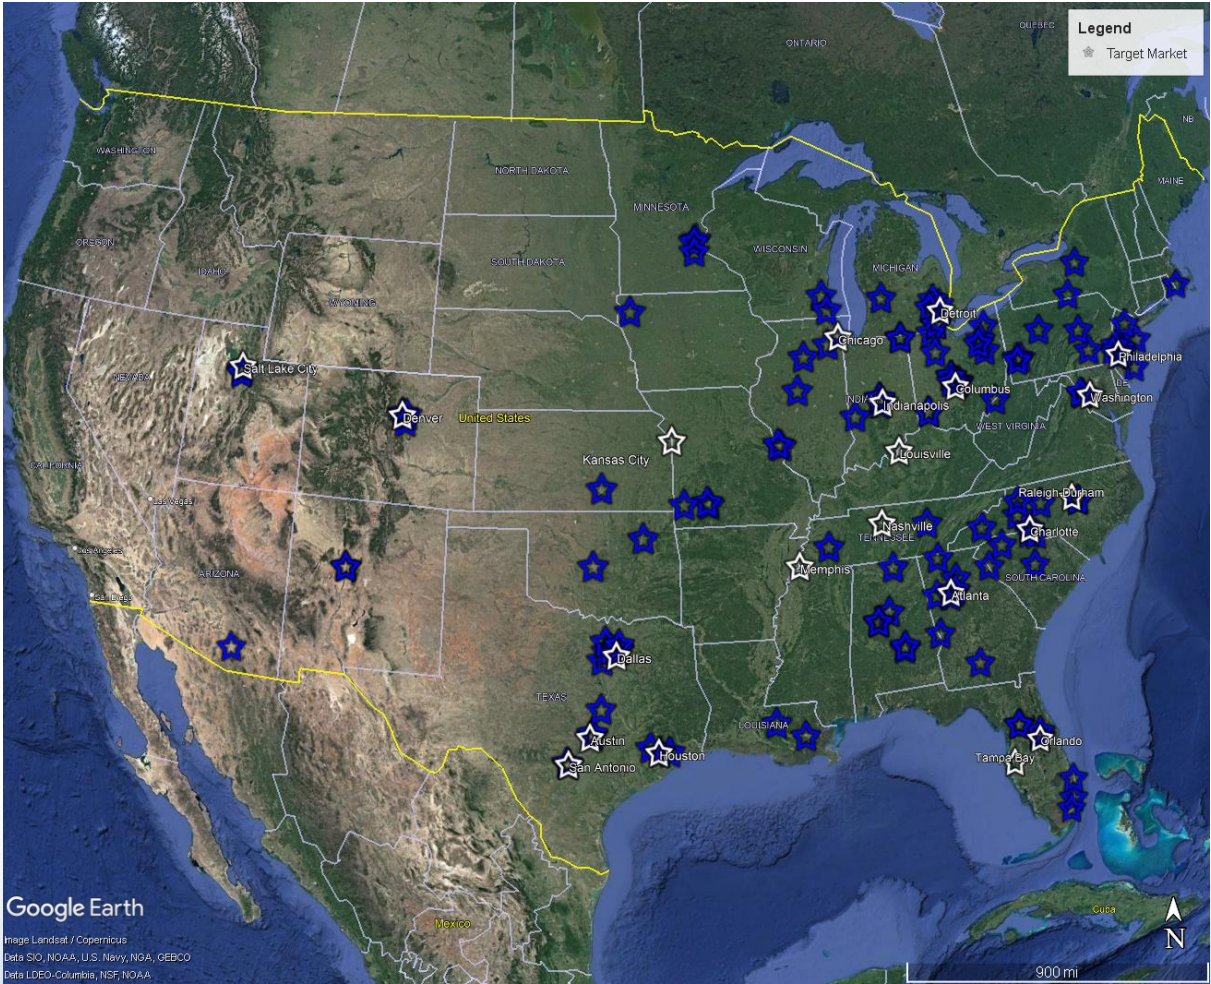 Legend
Target Market
QUEBEC
ONTARIO
NB
MAINE
WASHINGTON
NORTH DAKOTA
MINNESOTA
OREGON
IDAHO
SOUTH DAKOTA
WISCONSIN
MICHIGAN
WYOMING
Detroit
Chicago
Philadelphia
Salt Lake City
NEVADA
Columbus
DE
Washington
INDIANA
Indianapolis
Denver
United States
WEST VIRGINIA
Kansas City
Louisville
CALIFORNIA
Las Vegas
Raleigh-Durham
Nashville
TENNESSEE
Charlotte
Los Angeles
ARIZONA
Memphis
SOUTH CAROLINA
San Diego
Atlanta
Dallas
TEXAS
LOUISIANA
Austin
Houston
San Antonio
Orlando
Tampa Bay
Google Earth
Image Landsat / Copernicus
Data SIO, NOAA, U.S. Navy, NGA, GEBCO
Data LDEO-Columbia, NSF, NOAA
Mexico
Cuba
N
900 mi